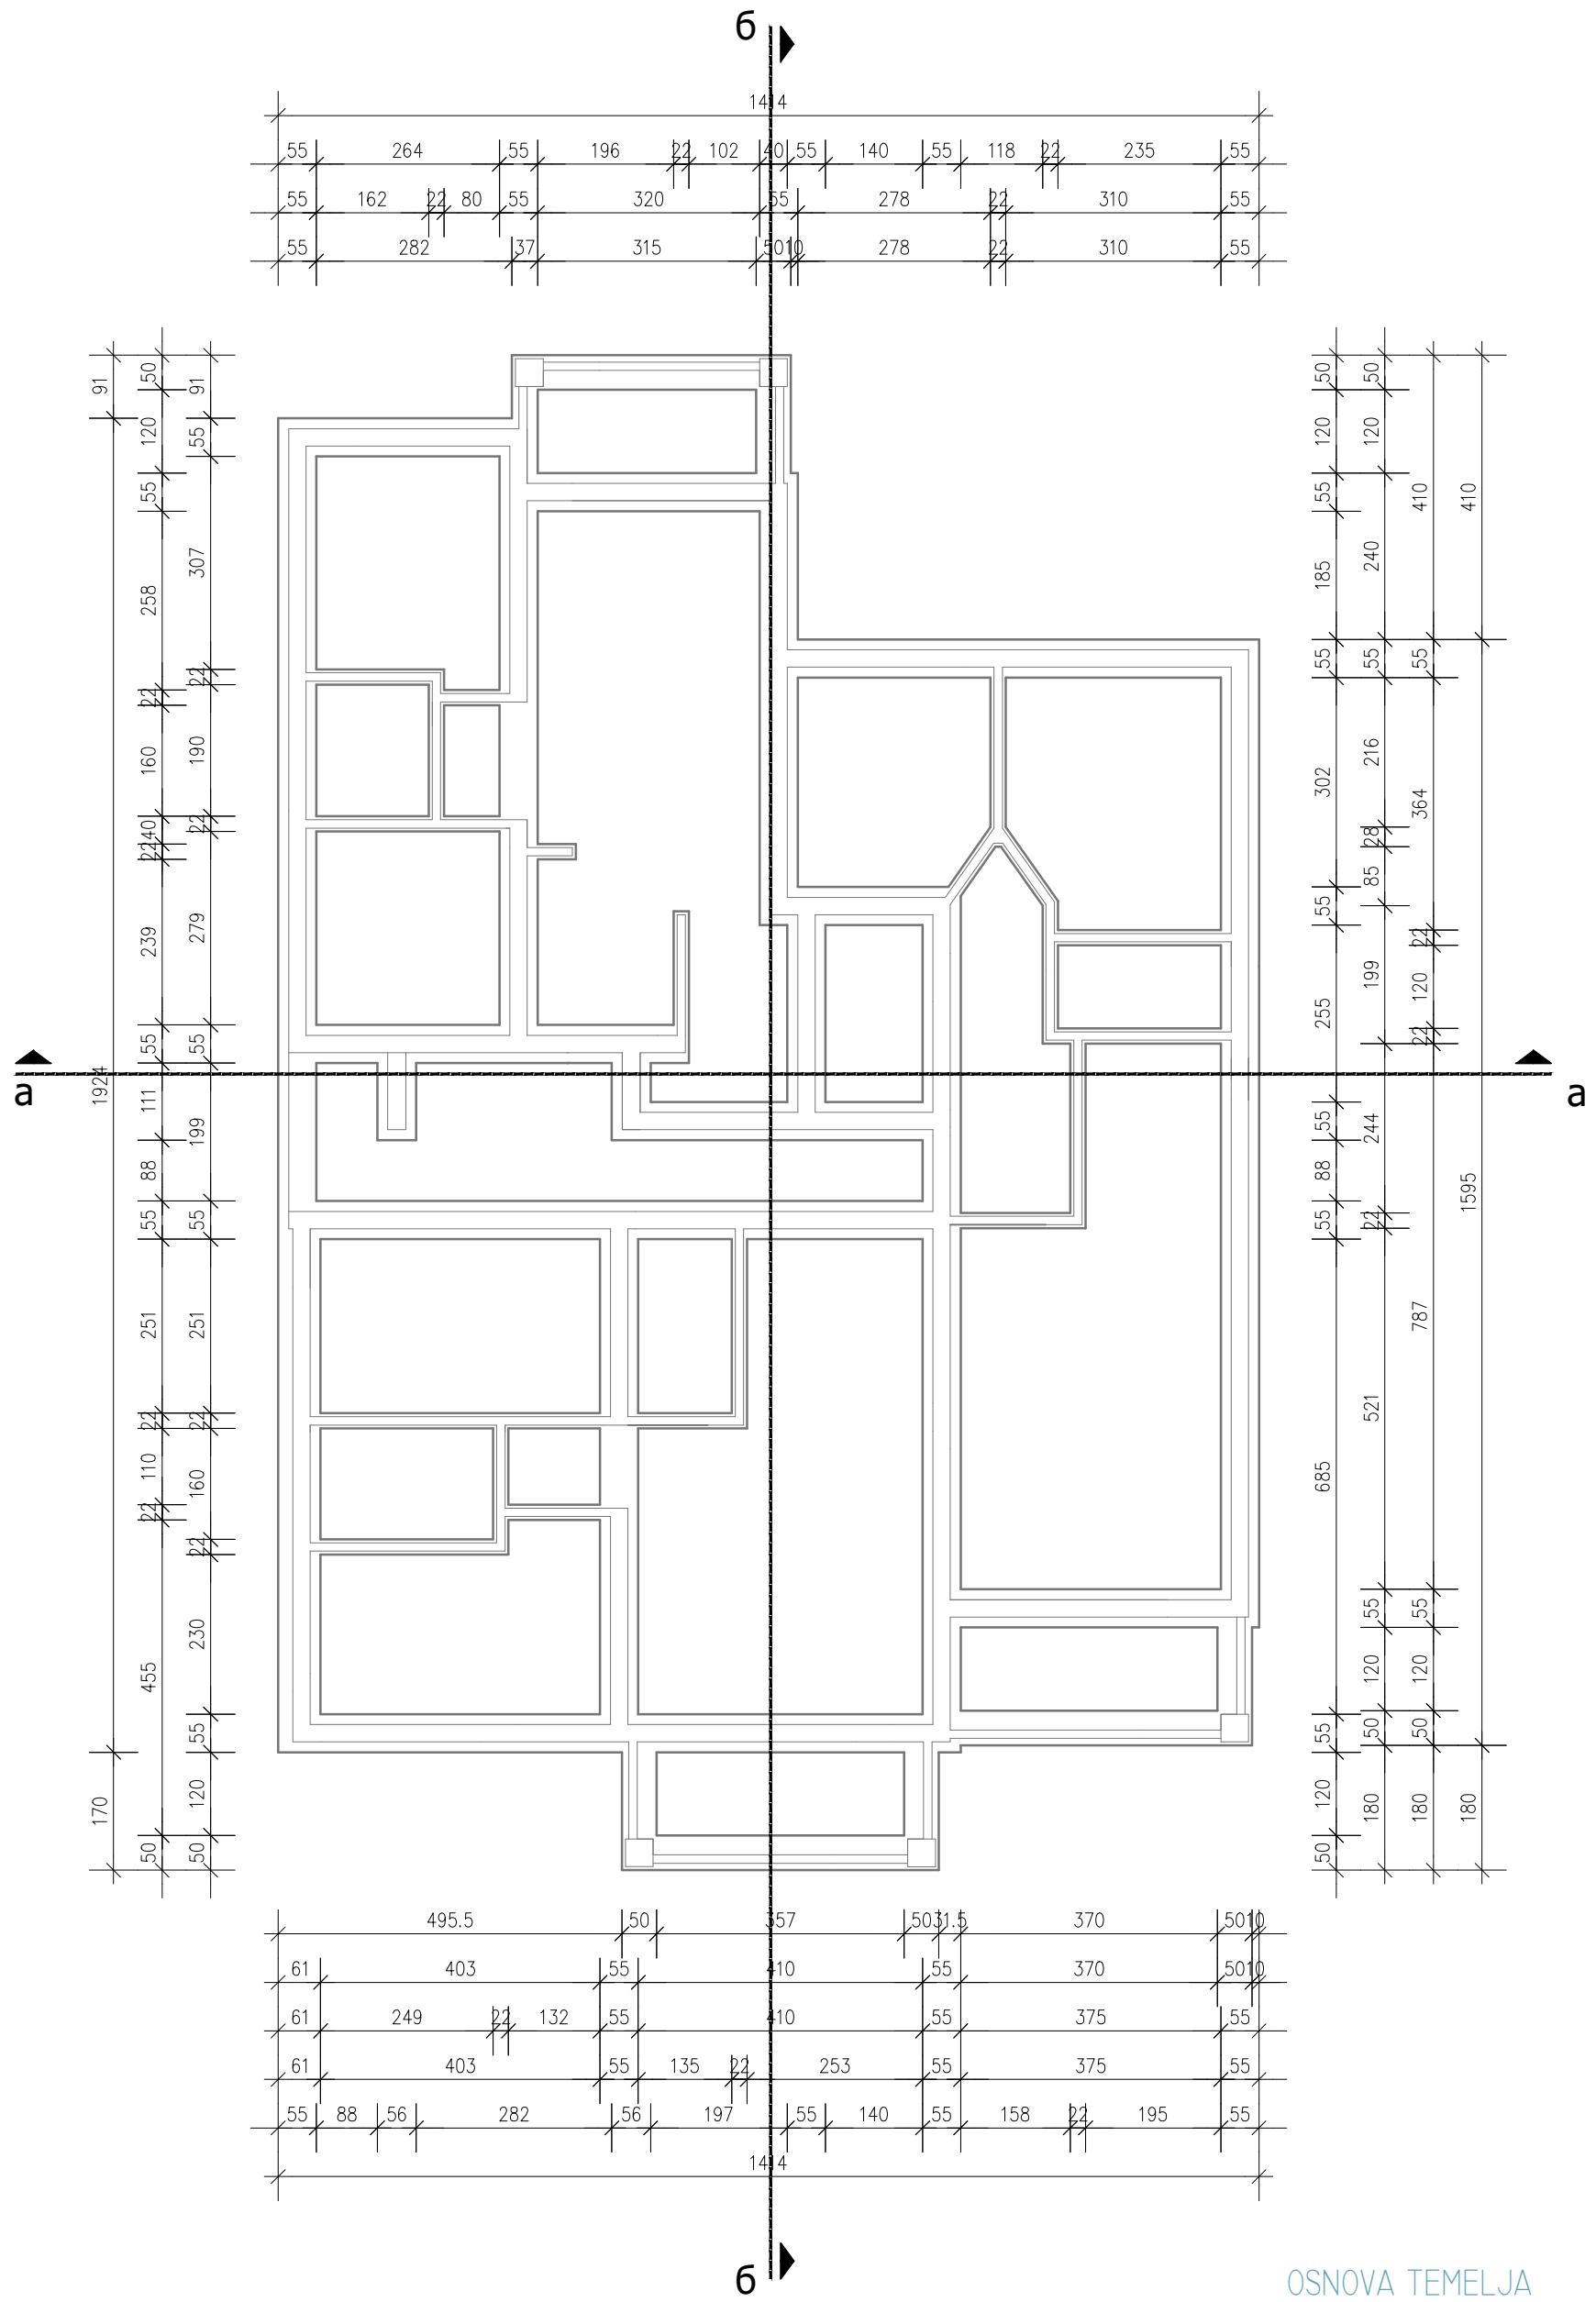 б
1414
55 264 55 196 22 102 40 55 140 55 118 22 235 55
55 162 22 80 55 320 55 278 22 310 55
55 282 37 315 50 10 278 22 310 55
91 1924 170
50 120 55 258 22 160 40 22 239 55 111 88 55 251 22 110 22 455 50
91 55 307 22 190 22 279 55 199 55 251 22 160 22 230 55 120 50
50 120 55 185 55 302 55 255 55 88 55 685 55 120 50
50 120 240 55 216 28 85 199 244 22 521 55 120 50 180
410 55 364 22 120 22 787 55 120 50 180
410 1595 180
a a
495.5 50 357 50 31.5 370 50 10
61 403 55 410 55 370 50 10
61 249 22 132 55 410 55 375 55
61 403 55 135 22 253 55 375 55
55 88 56 282 56 197 55 140 55 158 22 195 55
1414
б
OSNOVA TEMELJA